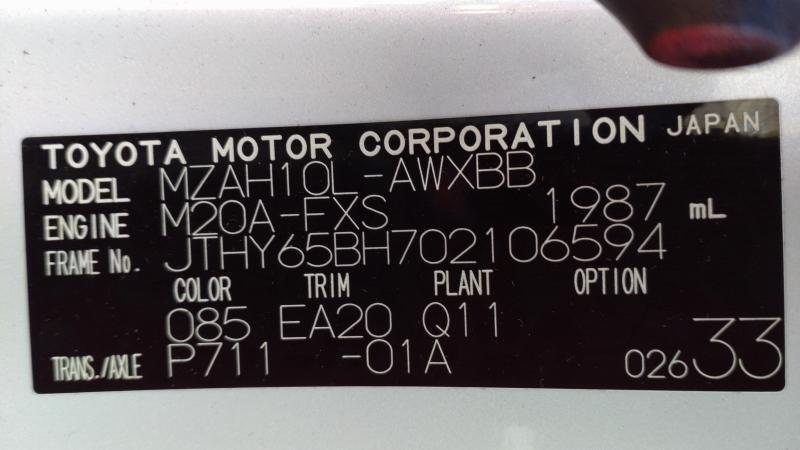 TOYOTA MOTOR CORPORATION JAPAN
MODEL MZAH10L-AWXBB
ENGINE M20A-FXS 1987 mL
FRAME No. JTHY65BH702106594
COLOR TRIM PLANT OPTION
085 EA20 Q11
TRANS./AXLE P711 -01A 02633